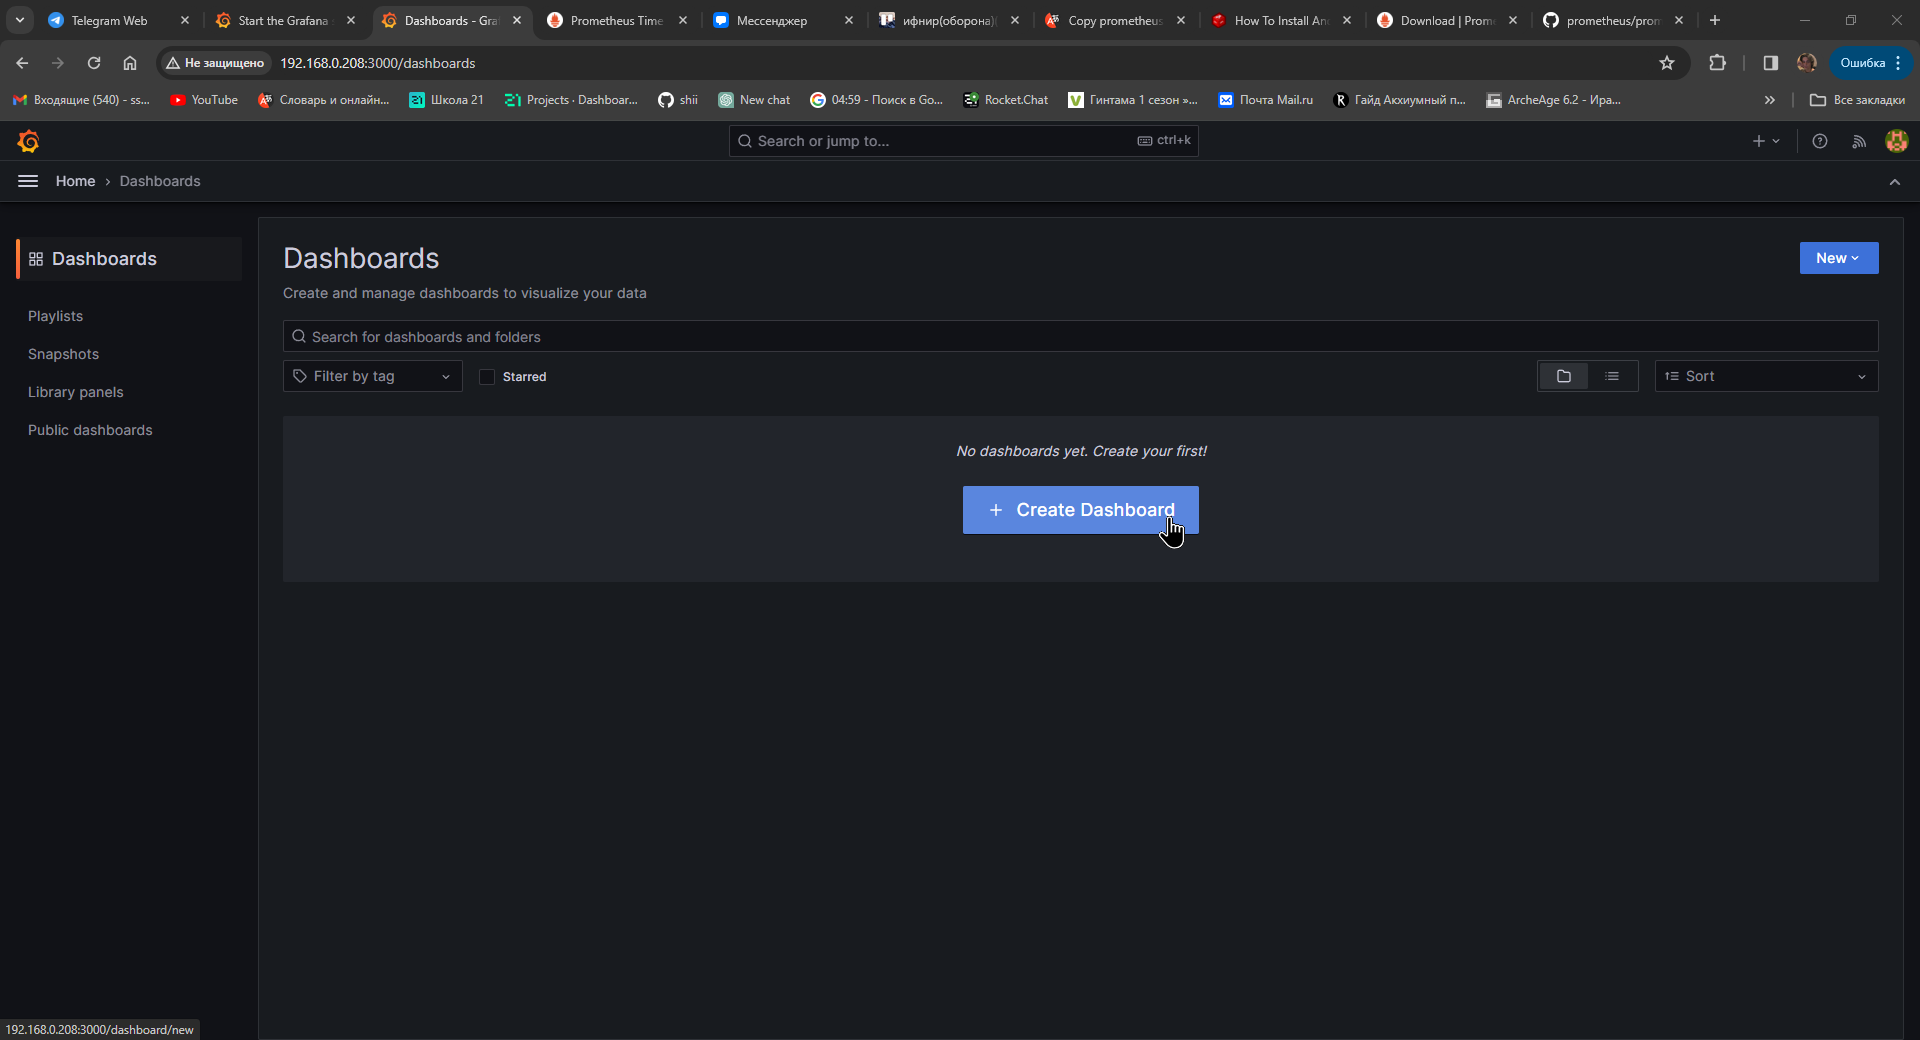 Telegram Web
Start the Grafana
Dashboards - Gra
Prometheus Time
Мессенджер
ифнир(оборона)(
Copy prometheus
How To Install An
Download | Prom
prometheus/prom
Не защищено
192.168.0.208:3000/dashboards
Ошибка
Входящие (540) - ss...
YouTube
Словарь и онлайн...
Школа 21
Projects · Dashboar...
shii
New chat
04:59 - Поиск в Go...
Rocket.Chat
Гинтама 1 сезон »...
Почта Mail.ru
Гайд Акхиумный п...
ArcheAge 6.2 - Ира...
Все закладки
Search or jump to...
ctrl+k
Home › Dashboards
Dashboards
Playlists
Snapshots
Library panels
Public dashboards
Dashboards
New
Create and manage dashboards to visualize your data
Search for dashboards and folders
Filter by tag
Starred
Sort
No dashboards yet. Create your first!
+ Create Dashboard
192.168.0.208:3000/dashboard/new